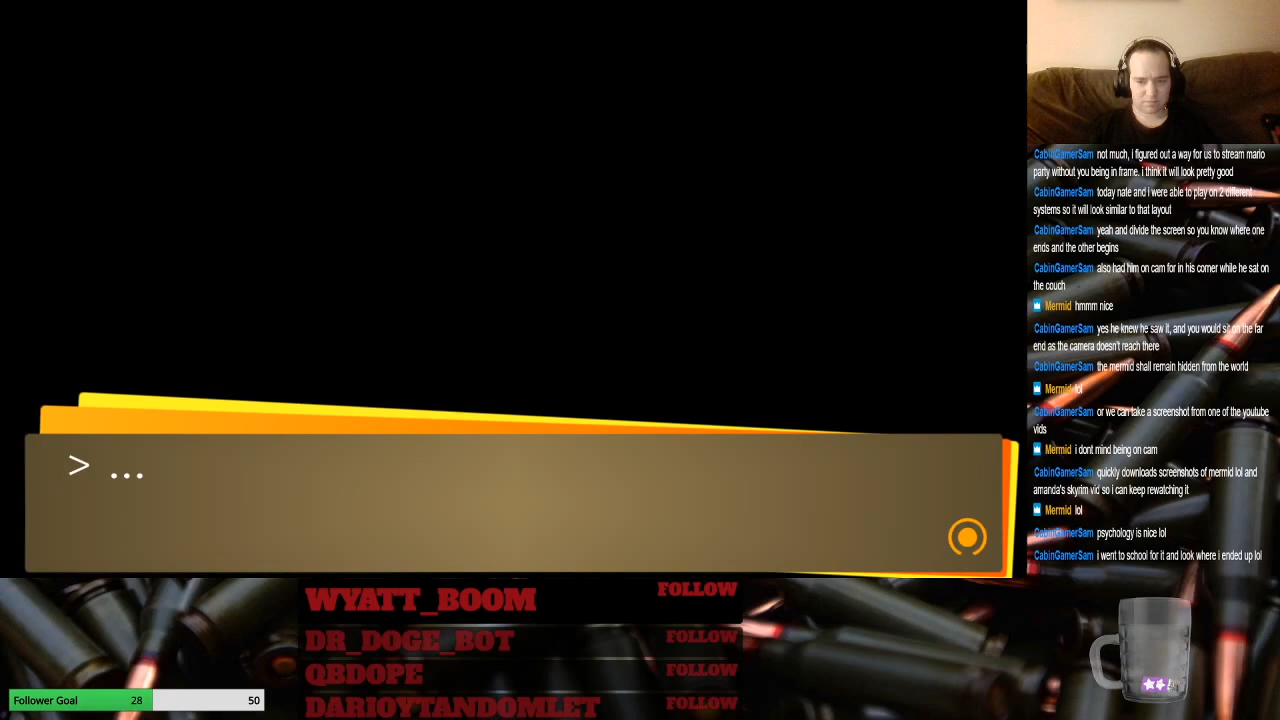 > ...
CabinGamerSam not much, i figured out a way for us to stream mario
party without you being in frame. i think it will look pretty good
CabinGamerSam today nate and i were able to play on 2 different
systems so it will look similar to that layout
CabinGamerSam yeah and divide the screen so you know where one
ends and the other begins
CabinGamerSam also had him on cam for in his corner while he sat on
the couch
Mermid hmmm nice
CabinGamerSam yes he knew he saw it, and you would sit on the far
end as the camera doesn't reach there
CabinGamerSam the mermid shall remain hidden from the world
Mermid lol
CabinGamerSam or we can take a screenshot from one of the youtube
vids
Mermid i dont mind being on cam
CabinGamerSam quickly downloads screenshots of mermid lol and
amanda's skyrim vid so i can keep rewatching it
Mermid lol
CabinGamerSam psychology is nice lol
CabinGamerSam i went to school for it and look where i ended up lol
WYATT_BOOM FOLLOW
DR_DOGE_BOT FOLLOW
QBDOPE FOLLOW
DARIOYTANDOMLET FOLLOW
Follower Goal 28 50